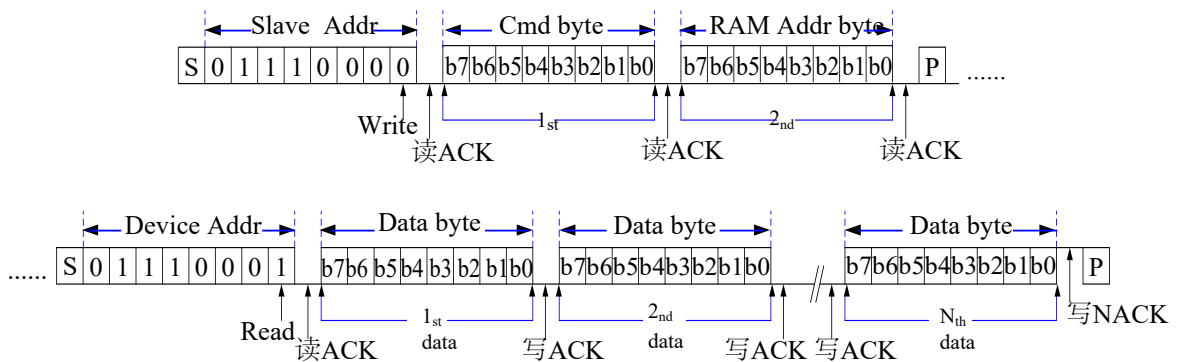 Slave Addr Cmd byte RAM Addr byte
S 0 1 1 1 0 0 0 0 b7 b6 b5 b4 b3 b2 b1 b0 b7 b6 b5 b4 b3 b2 b1 b0 P ......
Write 1st 2nd
读ACK 读ACK 读ACK
Device Addr Data byte Data byte Data byte
...... S 0 1 1 1 0 0 0 1 b7 b6 b5 b4 b3 b2 b1 b0 b7 b6 b5 b4 b3 b2 b1 b0 // b7 b6 b5 b4 b3 b2 b1 b0 P
Read 1st 2nd Nth 写NACK
读ACK data 写ACK data 写ACK 写ACK data